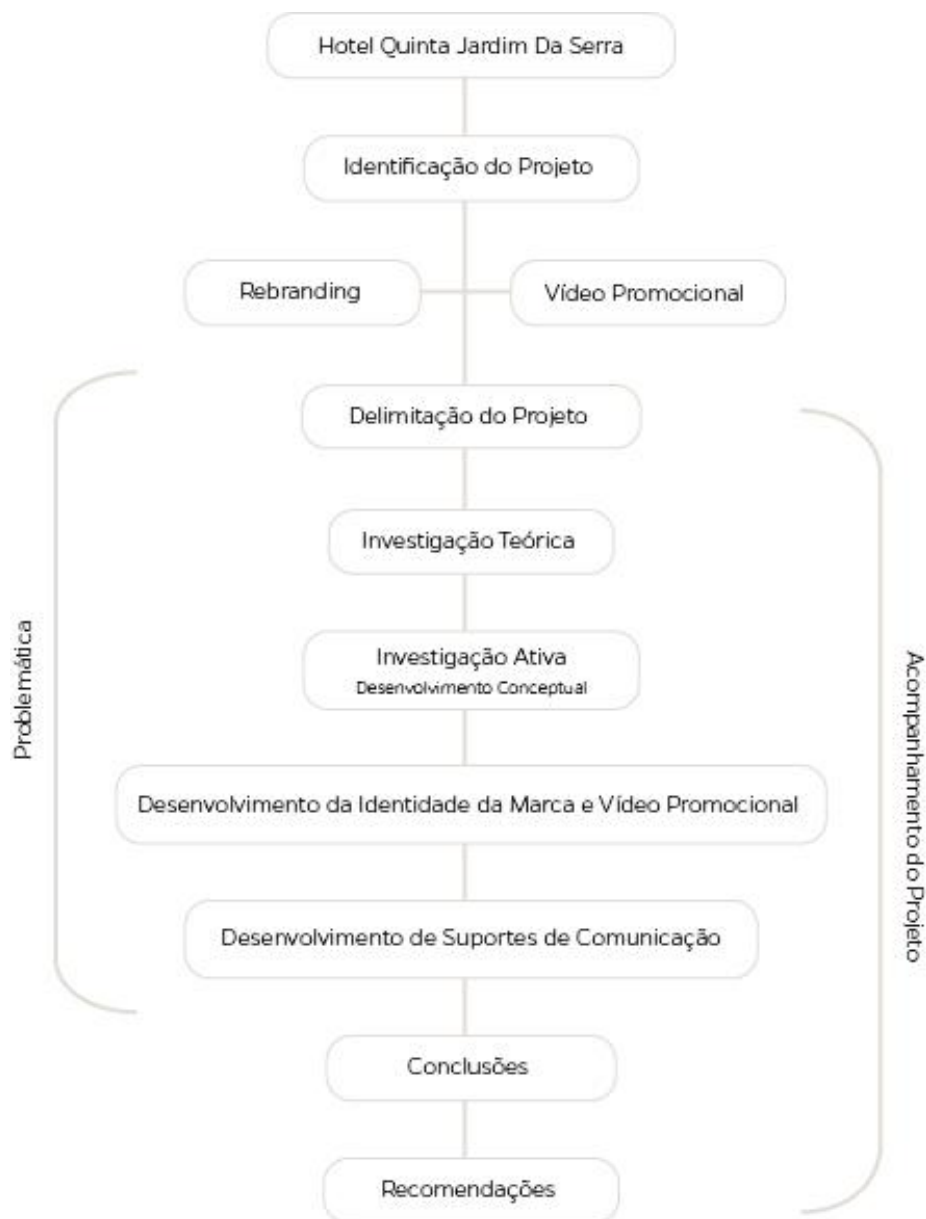 Hotel Quinta Jardim Da Serra
Identificação do Projeto
Rebranding
Vídeo Promocional
Delimitação do Projeto
Investigação Teórica
Investigação Ativa
Desenvolvimento Conceptual
Desenvolvimento da Identidade da Marca e Vídeo Promocional
Desenvolvimento de Suportes de Comunicação
Conclusões
Recomendações
Problemática
Acompanhamento do Projeto